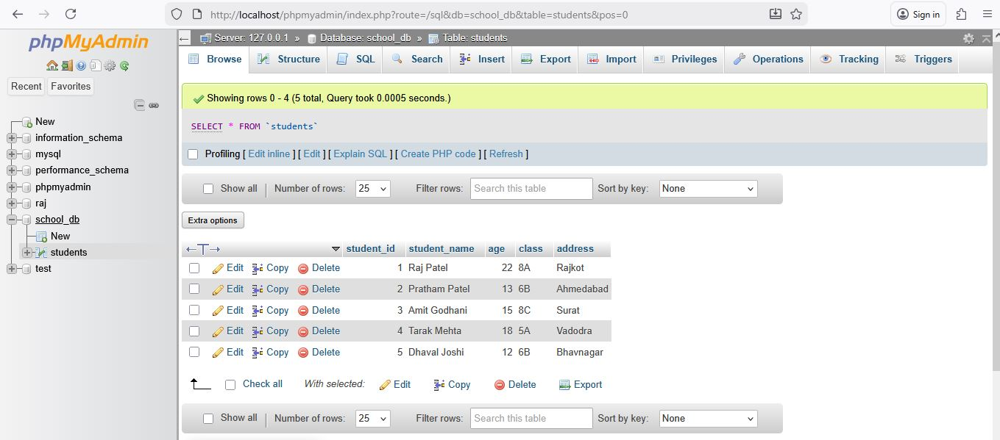 http://localhost/phpmyadmin/index.php?route=/sql&db=school_db&table=students&pos=0
Sign in
phpMyAdmin
Recent Favorites
New
information_schema
mysql
performance_schema
phpmyadmin
raj
school_db
New
students
test
Server: 127.0.0.1 » Database: school_db » Table: students
Browse Structure SQL Search Insert Export Import Privileges Operations Tracking Triggers
Showing rows 0 - 4 (5 total, Query took 0.0005 seconds.)
SELECT * FROM `students`
Profiling [ Edit inline ] [ Edit ] [ Explain SQL ] [ Create PHP code ] [ Refresh ]
Show all | Number of rows: 25 Filter rows: Search this table Sort by key: None
Extra options
student_id student_name age class address
Edit Copy Delete 1 Raj Patel 22 8A Rajkot
Edit Copy Delete 2 Pratham Patel 13 6B Ahmedabad
Edit Copy Delete 3 Amit Godhani 15 8C Surat
Edit Copy Delete 4 Tarak Mehta 18 5A Vadodra
Edit Copy Delete 5 Dhaval Joshi 12 6B Bhavnagar
Check all With selected: Edit Copy Delete Export
Show all | Number of rows: 25 Filter rows: Search this table Sort by key: None